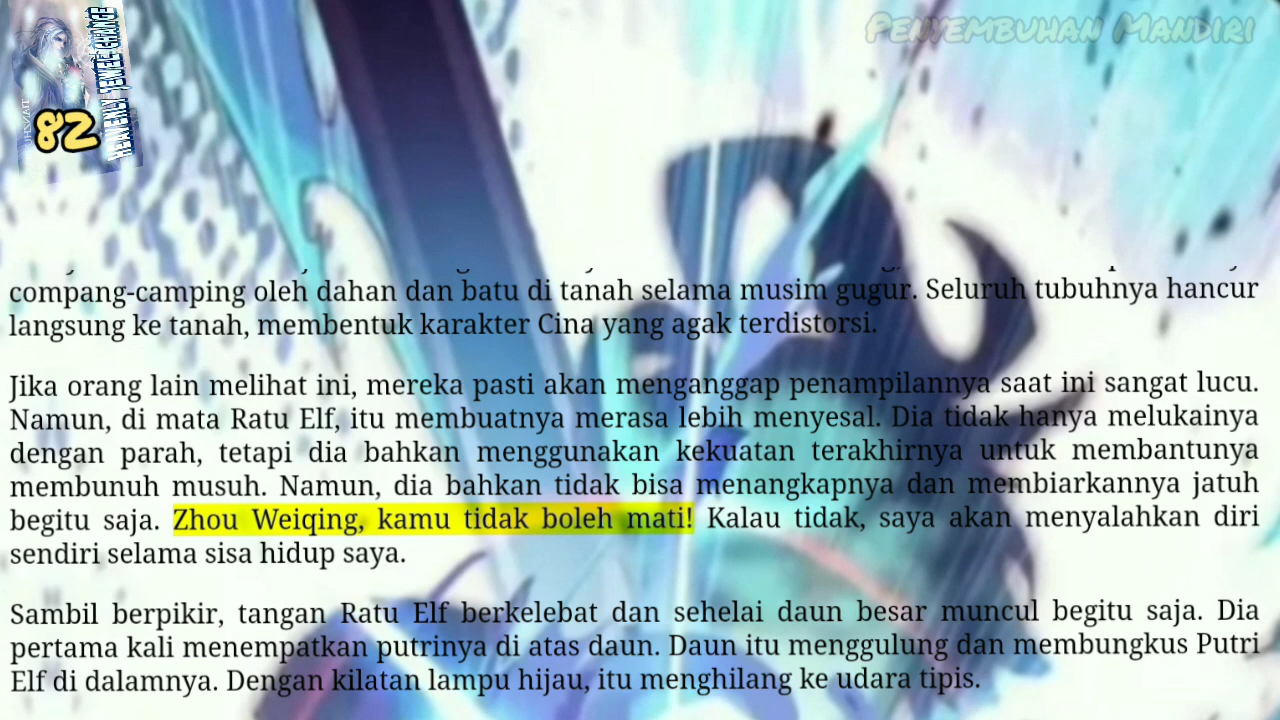 Penyembuhan Mandiri
HEAVENLY JEWEL CHANGE
82
compang-camping oleh dahan dan batu di tanah selama musim gugur. Seluruh tubuhnya hancur
langsung ke tanah, membentuk karakter Cina yang agak terdistorsi.
Jika orang lain melihat ini, mereka pasti akan menganggap penampilannya saat ini sangat lucu.
Namun, di mata Ratu Elf, itu membuatnya merasa lebih menyesal. Dia tidak hanya melukainya
dengan parah, tetapi dia bahkan menggunakan kekuatan terakhirnya untuk membantunya
membunuh musuh. Namun, dia bahkan tidak bisa menangkapnya dan membiarkannya jatuh
begitu saja. Zhou Weiqing, kamu tidak boleh mati! Kalau tidak, saya akan menyalahkan diri
sendiri selama sisa hidup saya.
Sambil berpikir, tangan Ratu Elf berkelebat dan sehelai daun besar muncul begitu saja. Dia
pertama kali menempatkan putrinya di atas daun. Daun itu menggulung dan membungkus Putri
Elf di dalamnya. Dengan kilatan lampu hijau, itu menghilang ke udara tipis.